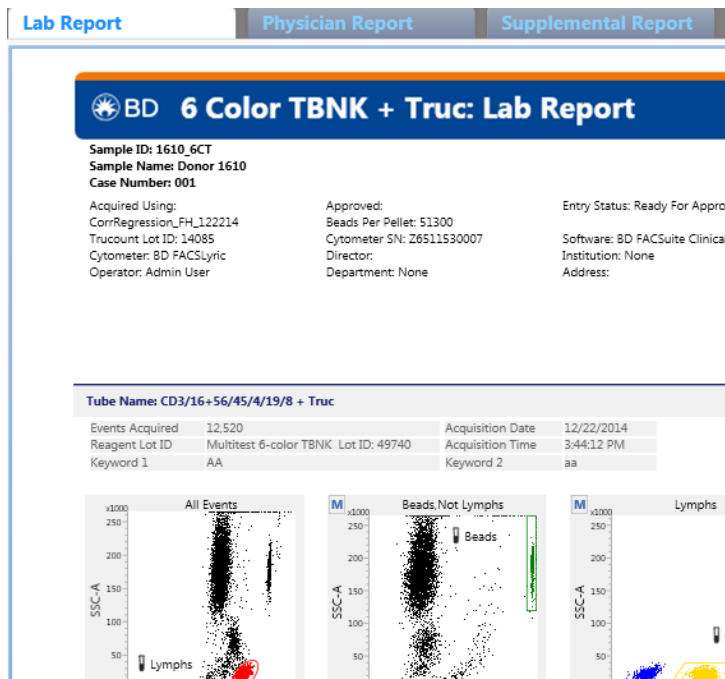 Lab Report Physician Report Supplemental Report
BD 6 Color TBNK + Truc: Lab Report
Sample ID: 1610_6CT
Sample Name: Donor 1610
Case Number: 001
Acquired Using: Approved: Entry Status: Ready For Appro
CorrRegression_FH_122214 Beads Per Pellet: 51300
Trucount Lot ID: 14085 Cytometer SN: Z6511530007 Software: BD FACSuite Clinical
Cytometer: BD FACSLyric Director: Institution: None
Operator: Admin User Department: None Address:
Tube Name: CD3/16+56/45/4/19/8 + Truc
Events Acquired 12,520 Acquisition Date 12/22/2014
Reagent Lot ID Multitest 6-color TBNK Lot ID: 49740 Acquisition Time 3:44:12 PM
Keyword 1 AA Keyword 2 aa
All Events M Beads,Not Lymphs M Lymphs
x1000 x1000 x1000
250 250 250
Beads
200 200 200
150 150 150
SSC-A SSC-A SSC-A
100 100 100
50 50 50
Lymphs